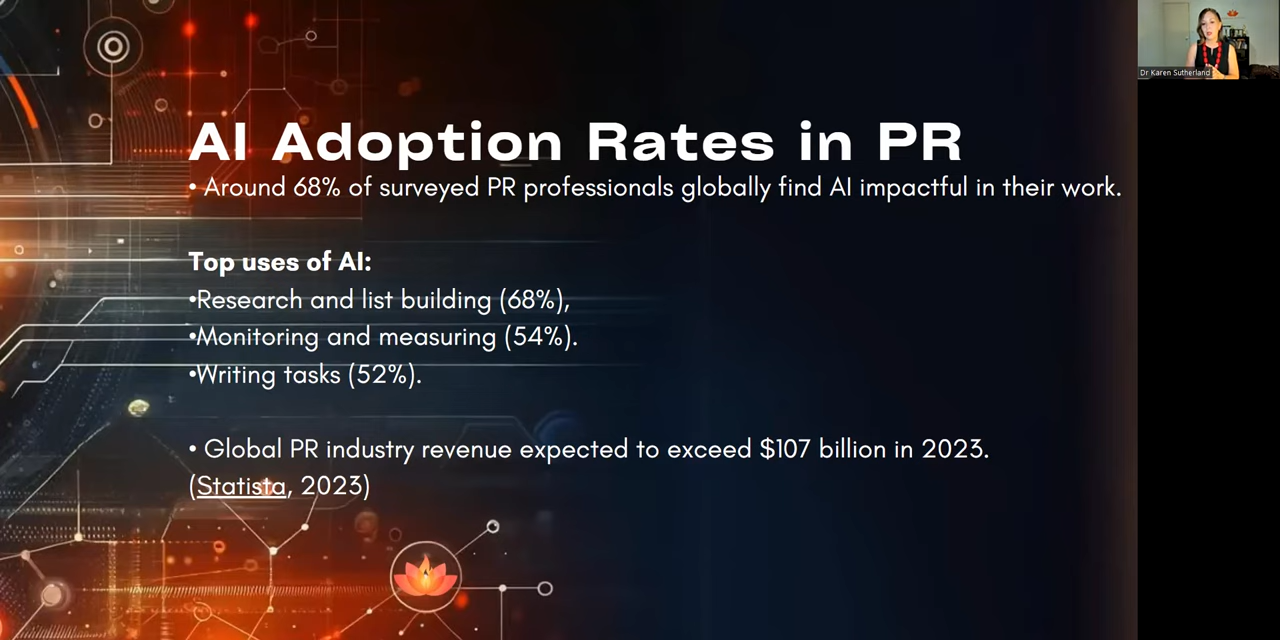 AI Adoption Rates in PR
• Around 68% of surveyed PR professionals globally find AI impactful in their work.
Top uses of AI:
•Research and list building (68%),
•Monitoring and measuring (54%).
•Writing tasks (52%).
• Global PR industry revenue expected to exceed $107 billion in 2023.
(Statista, 2023)
Dr Karen Sutherland